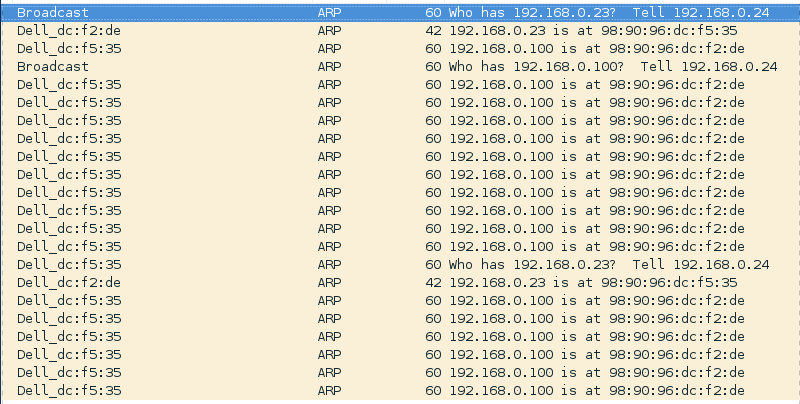 Broadcast ARP 60 Who has 192.168.0.23? Tell 192.168.0.24
Dell_dc:f2:de ARP 42 192.168.0.23 is at 98:90:96:dc:f5:35
Dell_dc:f5:35 ARP 60 192.168.0.100 is at 98:90:96:dc:f2:de
Broadcast ARP 60 Who has 192.168.0.100? Tell 192.168.0.24
Dell_dc:f5:35 ARP 60 192.168.0.100 is at 98:90:96:dc:f2:de
Dell_dc:f5:35 ARP 60 192.168.0.100 is at 98:90:96:dc:f2:de
Dell_dc:f5:35 ARP 60 192.168.0.100 is at 98:90:96:dc:f2:de
Dell_dc:f5:35 ARP 60 192.168.0.100 is at 98:90:96:dc:f2:de
Dell_dc:f5:35 ARP 60 192.168.0.100 is at 98:90:96:dc:f2:de
Dell_dc:f5:35 ARP 60 192.168.0.100 is at 98:90:96:dc:f2:de
Dell_dc:f5:35 ARP 60 192.168.0.100 is at 98:90:96:dc:f2:de
Dell_dc:f5:35 ARP 60 192.168.0.100 is at 98:90:96:dc:f2:de
Dell_dc:f5:35 ARP 60 192.168.0.100 is at 98:90:96:dc:f2:de
Dell_dc:f5:35 ARP 60 192.168.0.100 is at 98:90:96:dc:f2:de
Dell_dc:f5:35 ARP 60 Who has 192.168.0.23? Tell 192.168.0.24
Dell_dc:f2:de ARP 42 192.168.0.23 is at 98:90:96:dc:f5:35
Dell_dc:f5:35 ARP 60 192.168.0.100 is at 98:90:96:dc:f2:de
Dell_dc:f5:35 ARP 60 192.168.0.100 is at 98:90:96:dc:f2:de
Dell_dc:f5:35 ARP 60 192.168.0.100 is at 98:90:96:dc:f2:de
Dell_dc:f5:35 ARP 60 192.168.0.100 is at 98:90:96:dc:f2:de
Dell_dc:f5:35 ARP 60 192.168.0.100 is at 98:90:96:dc:f2:de
Dell_dc:f5:35 ARP 60 192.168.0.100 is at 98:90:96:dc:f2:de